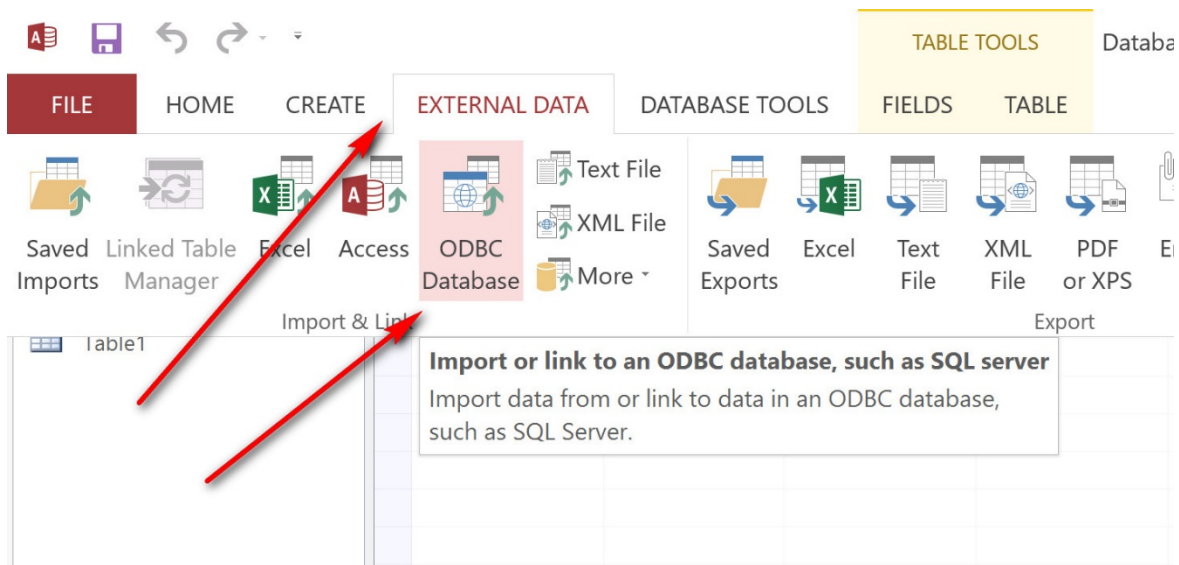 TABLE TOOLS Databa
FILE HOME CREATE EXTERNAL DATA DATABASE TOOLS FIELDS TABLE
Saved Imports
Linked Table Manager
Excel
Access
ODBC Database
Text File
XML File
More
Saved Exports
Excel
Text File
XML File
PDF or XPS
Import & Link
Export
Table1
Import or link to an ODBC database, such as SQL server
Import data from or link to data in an ODBC database,
such as SQL Server.